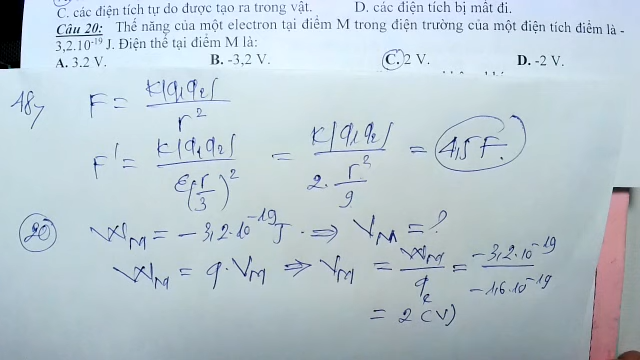 C. các điện tích tự do được tạo ra trong vật. D. các điện tích bị mất đi.
Câu 20: Thế năng của một electron tại điểm M trong điện trường của một điện tích điểm là -
3,2.10⁻¹⁹ J. Điện thế tại điểm M là:
A. 3.2 V. B. -3,2 V. C. 2 V. D. -2 V.
18, F = K|q₁q₂| / r²
F' = K|q₁q₂| / ε(r/3)² = K|q₁q₂| / 2. r²/9 = 4,5 F.
20 W_M = -3,2.10⁻¹⁹ J ⇒ V_M = ?
W_M = q.V_M ⇒ V_M = W_M / q_e = -3,2.10⁻¹⁹ / -1,6.10⁻¹⁹
= 2 (V)